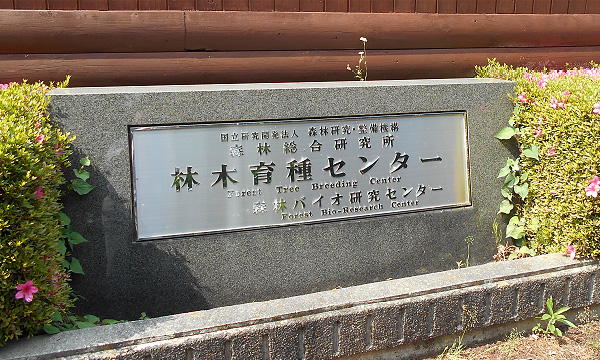 国立研究開発法人 森林研究・整備機構
森林総合研究所
林木育種センター
Forest Tree Breeding Center
森林バイオ研究センター
Forest Bio-Research Center